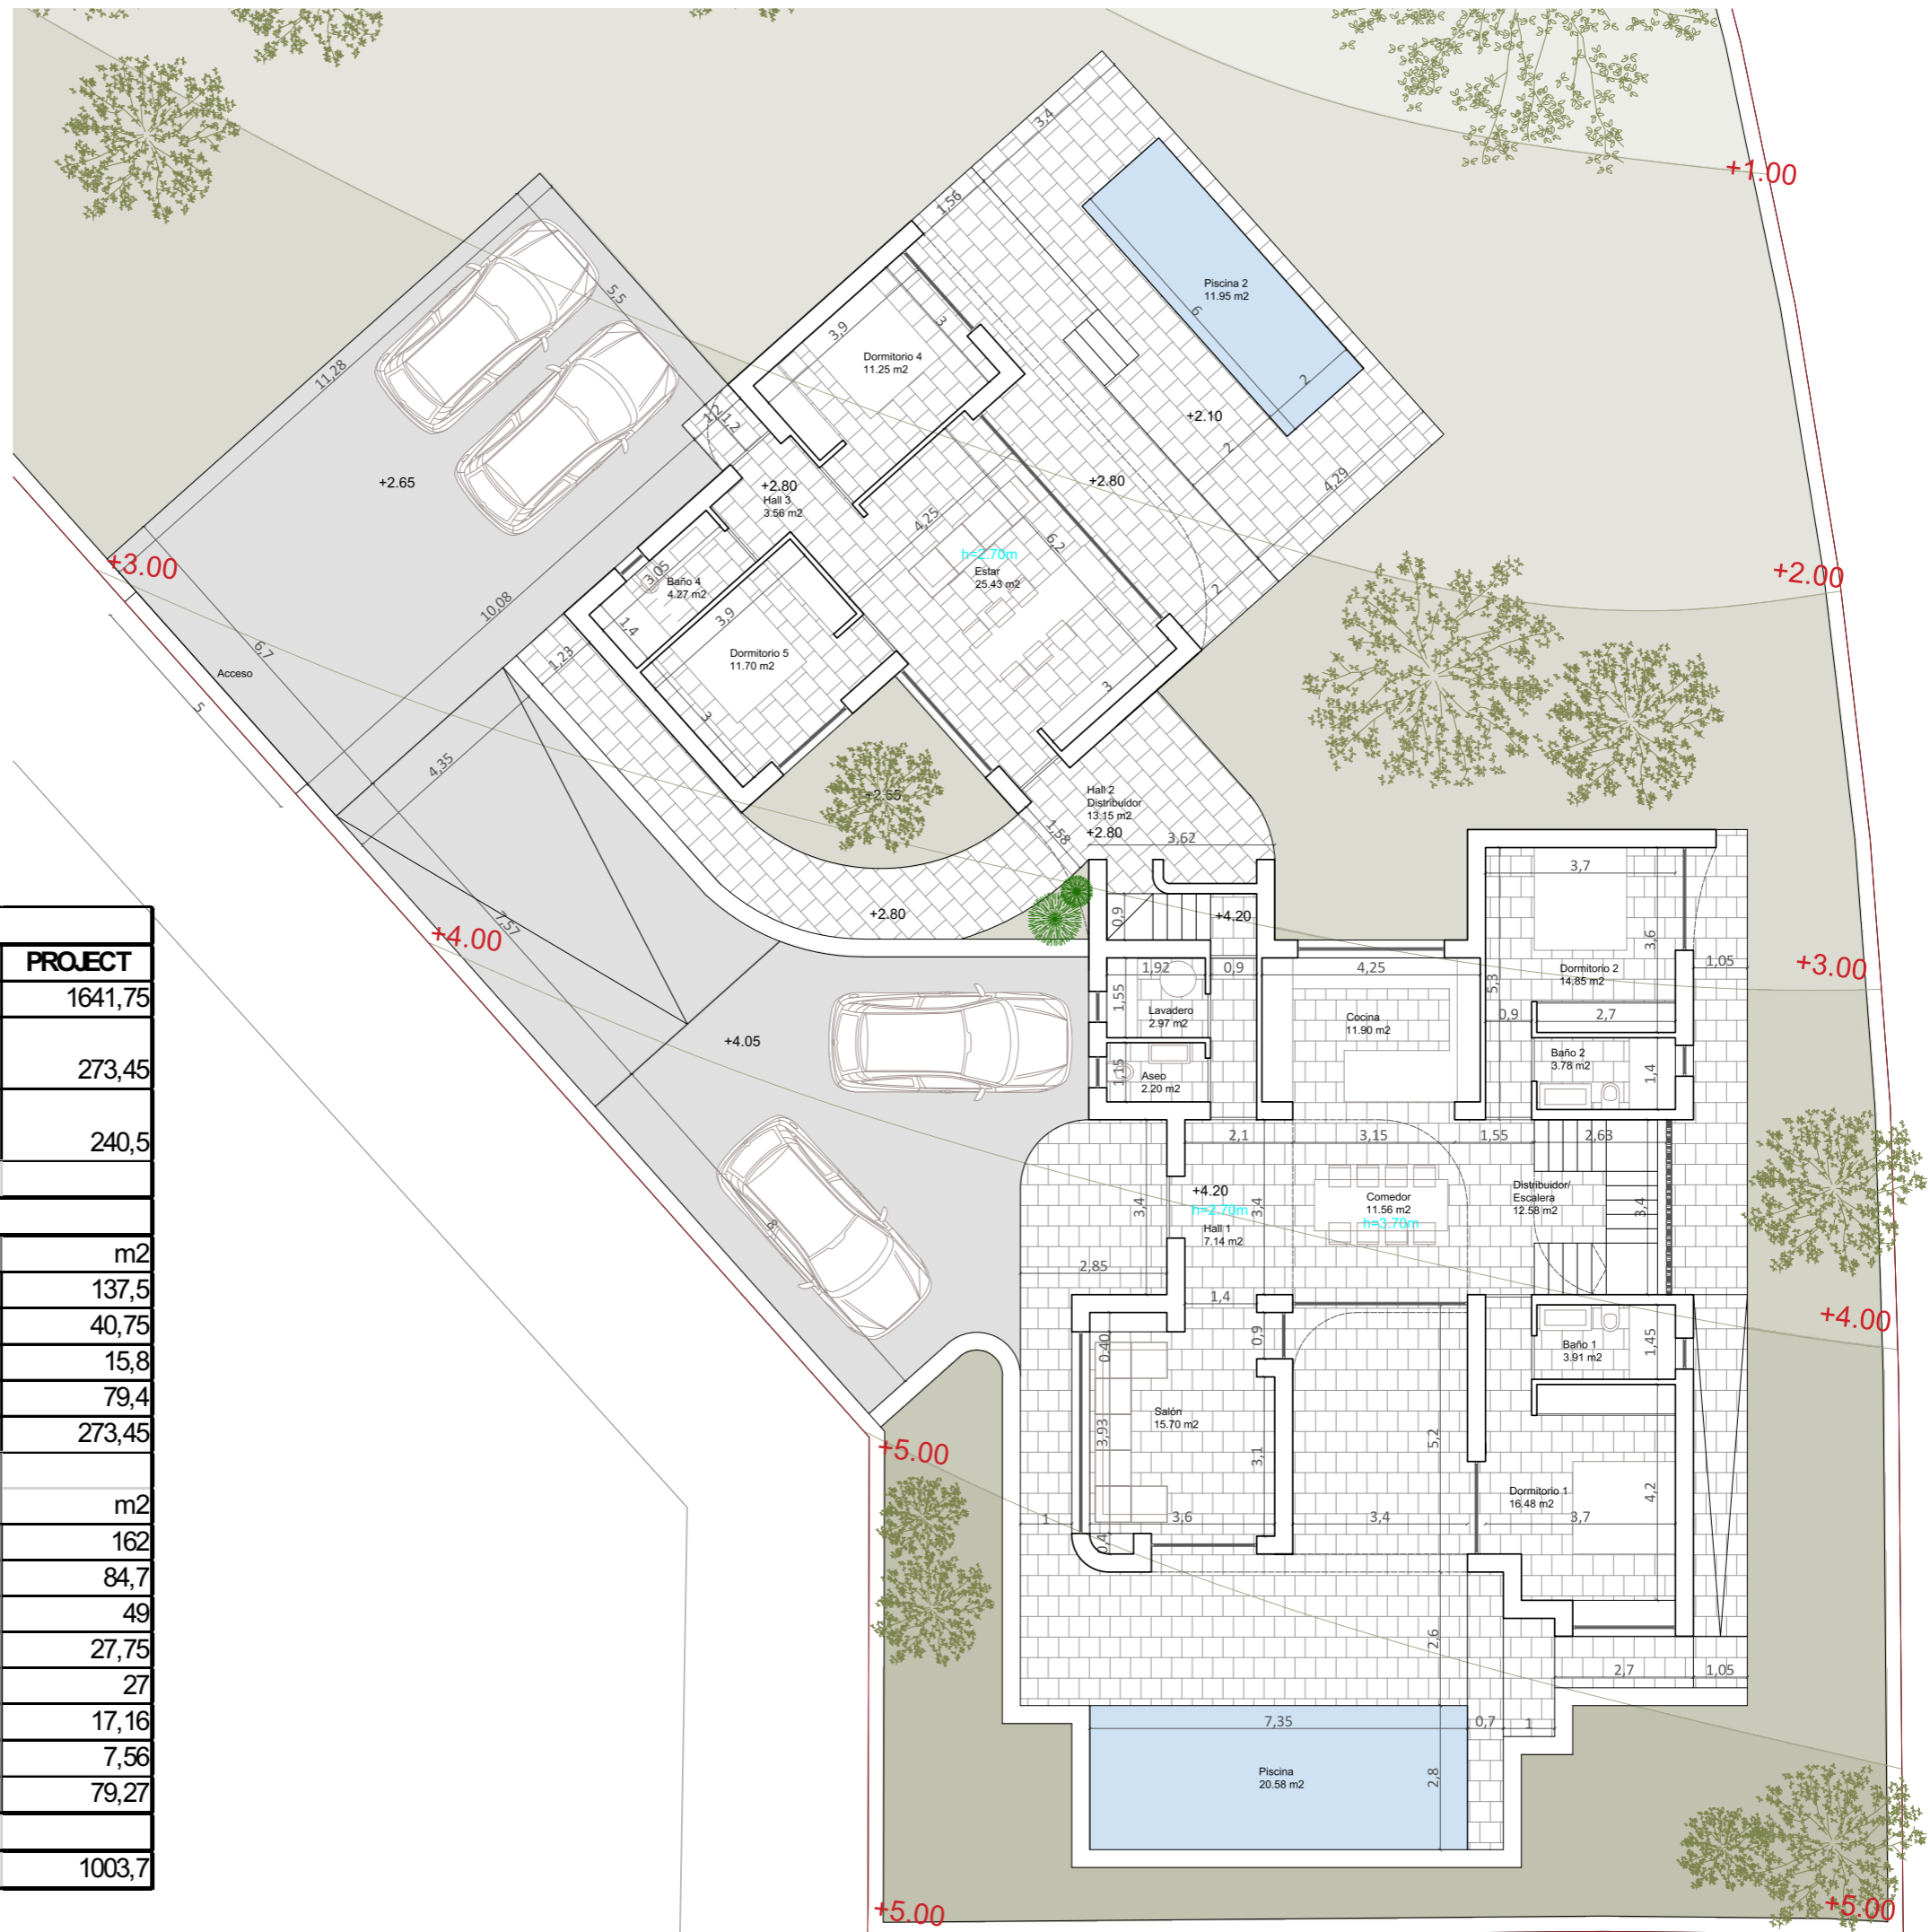 +1.00
3,4
1,56
Piscina 2
11.95 m2
6
2
5,5
11,28
3,9
3
Dormitorio 4
11.25 m2
+2.10
2
4,29
1,2
1,2
+2.65
+2.80
Hall 3
3.56 m2
+2.80
4,25
6,2
h=2.70m
Estar
25.43 m2
+3.00
+2.00
3,05
Baño 4
4.27 m2
10,08
1,4
3,9
2
1,23
6,7
Acceso
Dormitorio 5
11.70 m2
3
3
5
4,35
+2.65
Hall 2
Distribuidor
13.15 m2
+2.80
1,58
3,62
3,7
+2.80
7,57
0,9
+4.20
+4.00
3,6
1,05
+3.00
1,92
0,9
4,25
Dormitorio 2
14.85 m2
5,3
1,55
Lavadero
2.97 m2
Cocina
11.90 m2
0,9
2,7
+4.05
Baño 2
3.78 m2
1,4
1,15
Aseo
2.20 m2
2,1
3,15
1,55
2,63
+4.20
h=2.70m
Hall 1
7.14 m2
3,4
3,4
Comedor
11.56 m2
h=3.70m
Distribuidor/
Escalera
12.58 m2
3,4
2,85
1,4
+4.00
0,40
0,9
Baño 1
3.91 m2
1,45
Salón
15.70 m2
3,93
3,1
5,2
+5.00
Dormitorio 1
16.48 m2
4,2
1
3,6
3,4
3,7
0,4
2,6
2,7
1,05
7,35
0,7
1
Piscina
20.58 m2
2,8
+5.00
+5.00
PROJECT
1641,75
273,45
240,5
m2
137,5
40,75
15,8
79,4
273,45
m2
162
84,7
49
27,75
27
17,16
7,56
79,27
1003,7